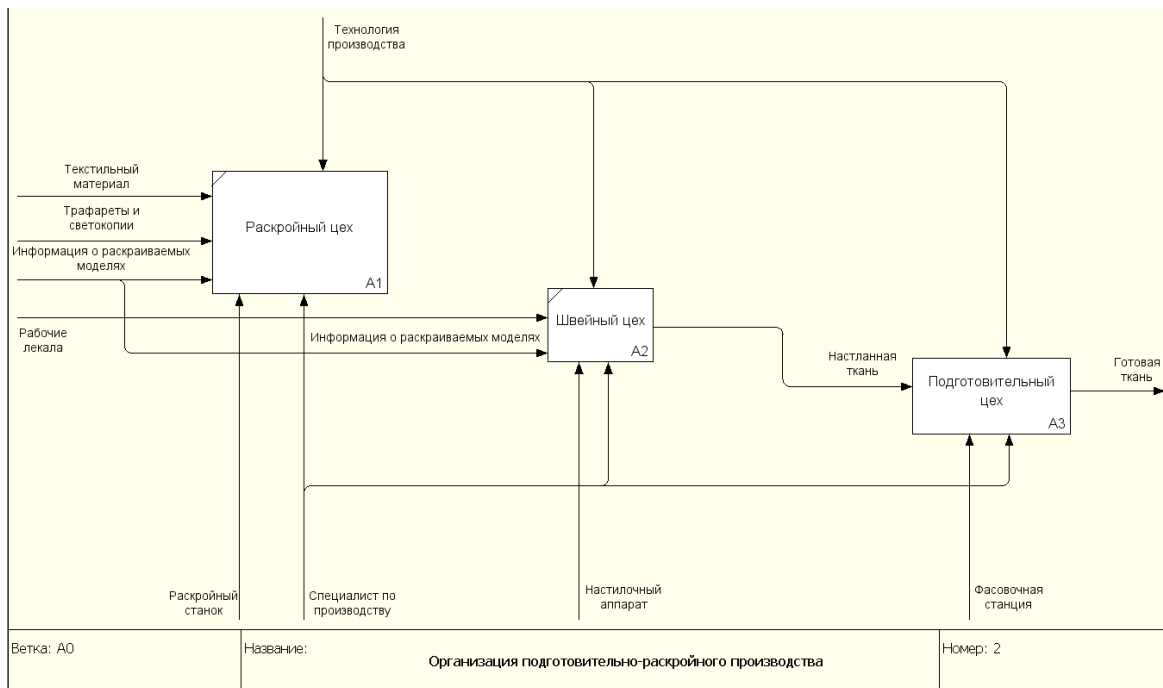 Технология
производства
Текстильный
материал
Трафареты и
светокопии
Раскройный цех
Информация о раскраиваемых
моделях
A1
Швейный цех
Рабочие
лекала
Информация о раскраиваемых моделях
A2
Настланная
ткань
Готовая
ткань
Подготовительный
цех
A3
Раскройный
станок
Специалист по
производству
Настилочный
аппарат
Фасовочная
станция
Ветка: A0
Название:
Организация подготовительно-раскройного производства
Номер: 2